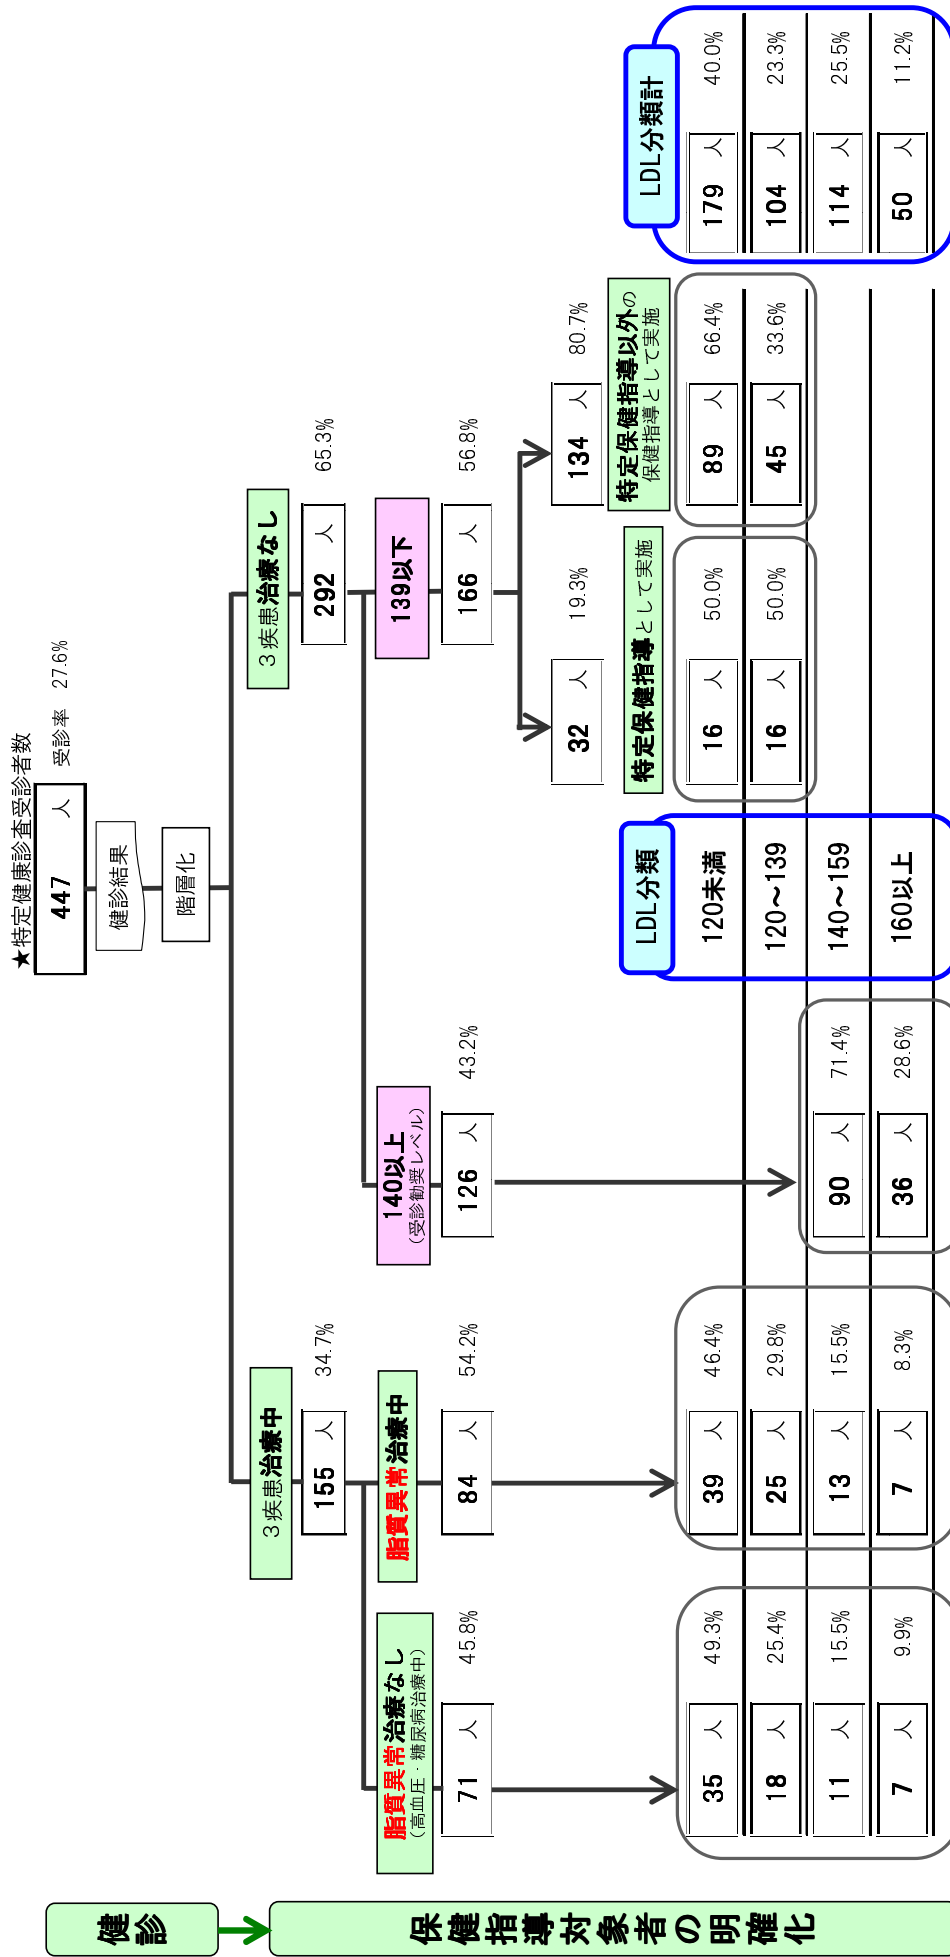 健診
保健指導対象者の明確化
★特定健康診査受診者数
447 人 受診率 27.6%
健診結果
階層化
3疾患治療中
155 人 34.7%
3疾患治療なし
292 人 65.3%
脂質異常治療なし
（高血圧・糖尿病治療中）
71 人 45.8%
脂質異常治療中
84 人 54.2%
140以上
（受診勧奨レベル）
126 人 43.2%
139以下
166 人 56.8%
32 人 19.3%
134 人 80.7%
特定保健指導として実施
特定保健指導以外の
保健指導として実施
LDL分類
LDL分類計
35 人 49.3%
39 人 46.4%
120未満
16 人 50.0%
89 人 66.4%
179 人 40.0%
18 人 25.4%
25 人 29.8%
120～139
16 人 50.0%
45 人 33.6%
104 人 23.3%
11 人 15.5%
13 人 15.5%
90 人 71.4%
140～159
114 人 25.5%
7 人 9.9%
7 人 8.3%
36 人 28.6%
160以上
50 人 11.2%